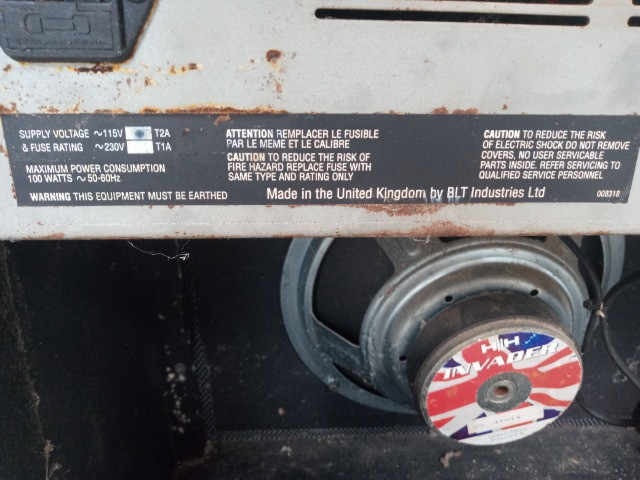 SUPPLY VOLTAGE ~115V T2A
& FUSE RATING ~230V T1A
MAXIMUM POWER CONSUMPTION
100 WATTS ~ 50-60Hz
WARNING THIS EQUIPMENT MUST BE EARTHED
ATTENTION REMPLACER LE FUSIBLE
PAR LE MEME ET LE CALIBRE
CAUTION TO REDUCE THE RISK OF
FIRE HAZARD REPLACE FUSE WITH
SAME TYPE AND RATING ONLY
Made in the United Kingdom by BLT Industries Ltd
CAUTION TO REDUCE THE RISK
OF ELECTRIC SHOCK DO NOT REMOVE
COVERS, NO USER SERVICABLE
PARTS INSIDE. REFER SERVICING TO
QUALIFIED SERVICE PERSONNEL
008318
HH
INVADER